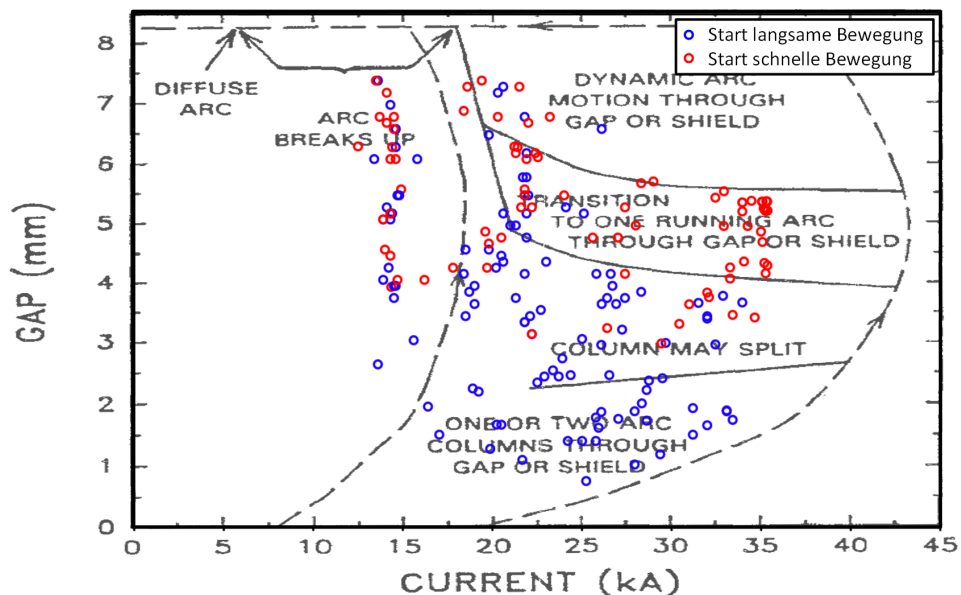 Start langsame Bewegung
Start schnelle Bewegung
DIFFUSE
ARC
ARC
BREAKS UP
DYNAMIC ARC
MOTION THROUGH
GAP OR SHIELD
TRANSITION
TO ONE RUNNING ARC
THROUGH GAP OR SHIELD
COLUMN MAY SPLIT
ONE OR TWO ARC
COLUMNS THROUGH
GAP OR SHIELD
GAP (mm)
8
7
6
5
4
3
2
1
0
0 5 10 15 20 25 30 35 40 45
CURRENT (kA)